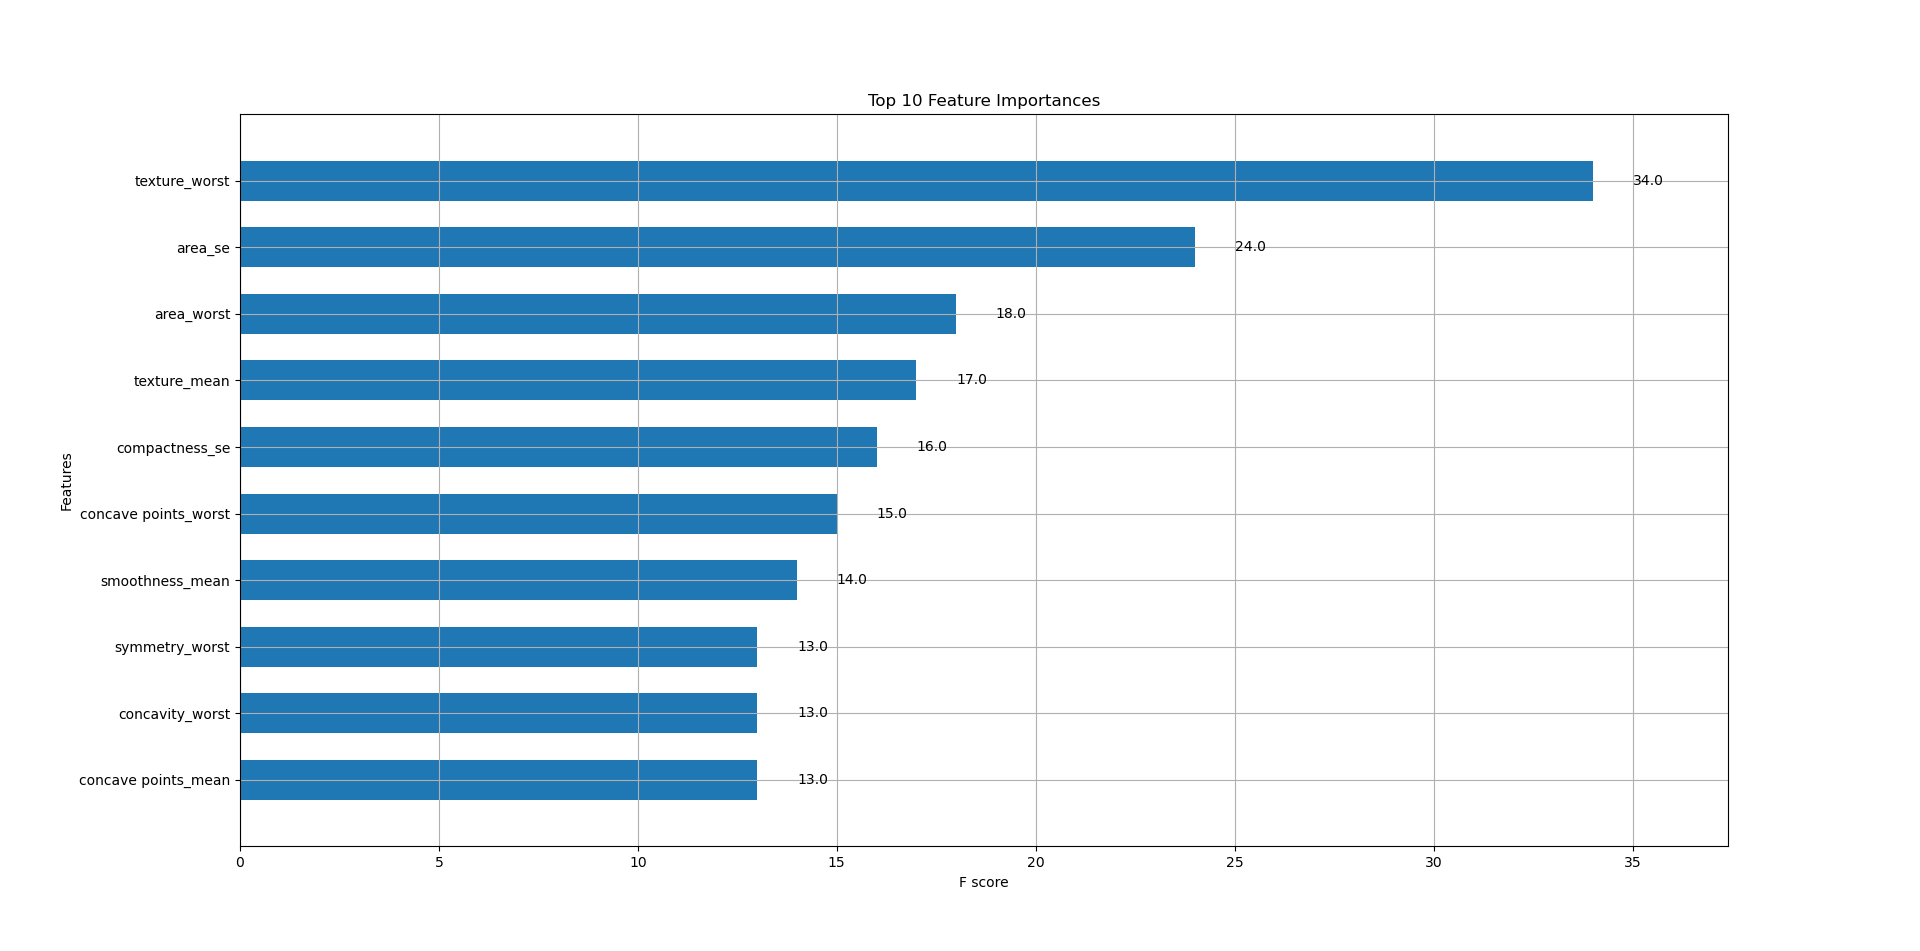 Top 10 Feature Importances
texture_worst 34.0
area_se 24.0
area_worst 18.0
texture_mean 17.0
compactness_se 16.0
Features
concave points_worst 15.0
smoothness_mean 14.0
symmetry_worst 13.0
concavity_worst 13.0
concave points_mean 13.0
0 5 10 15 20 25 30 35
F score